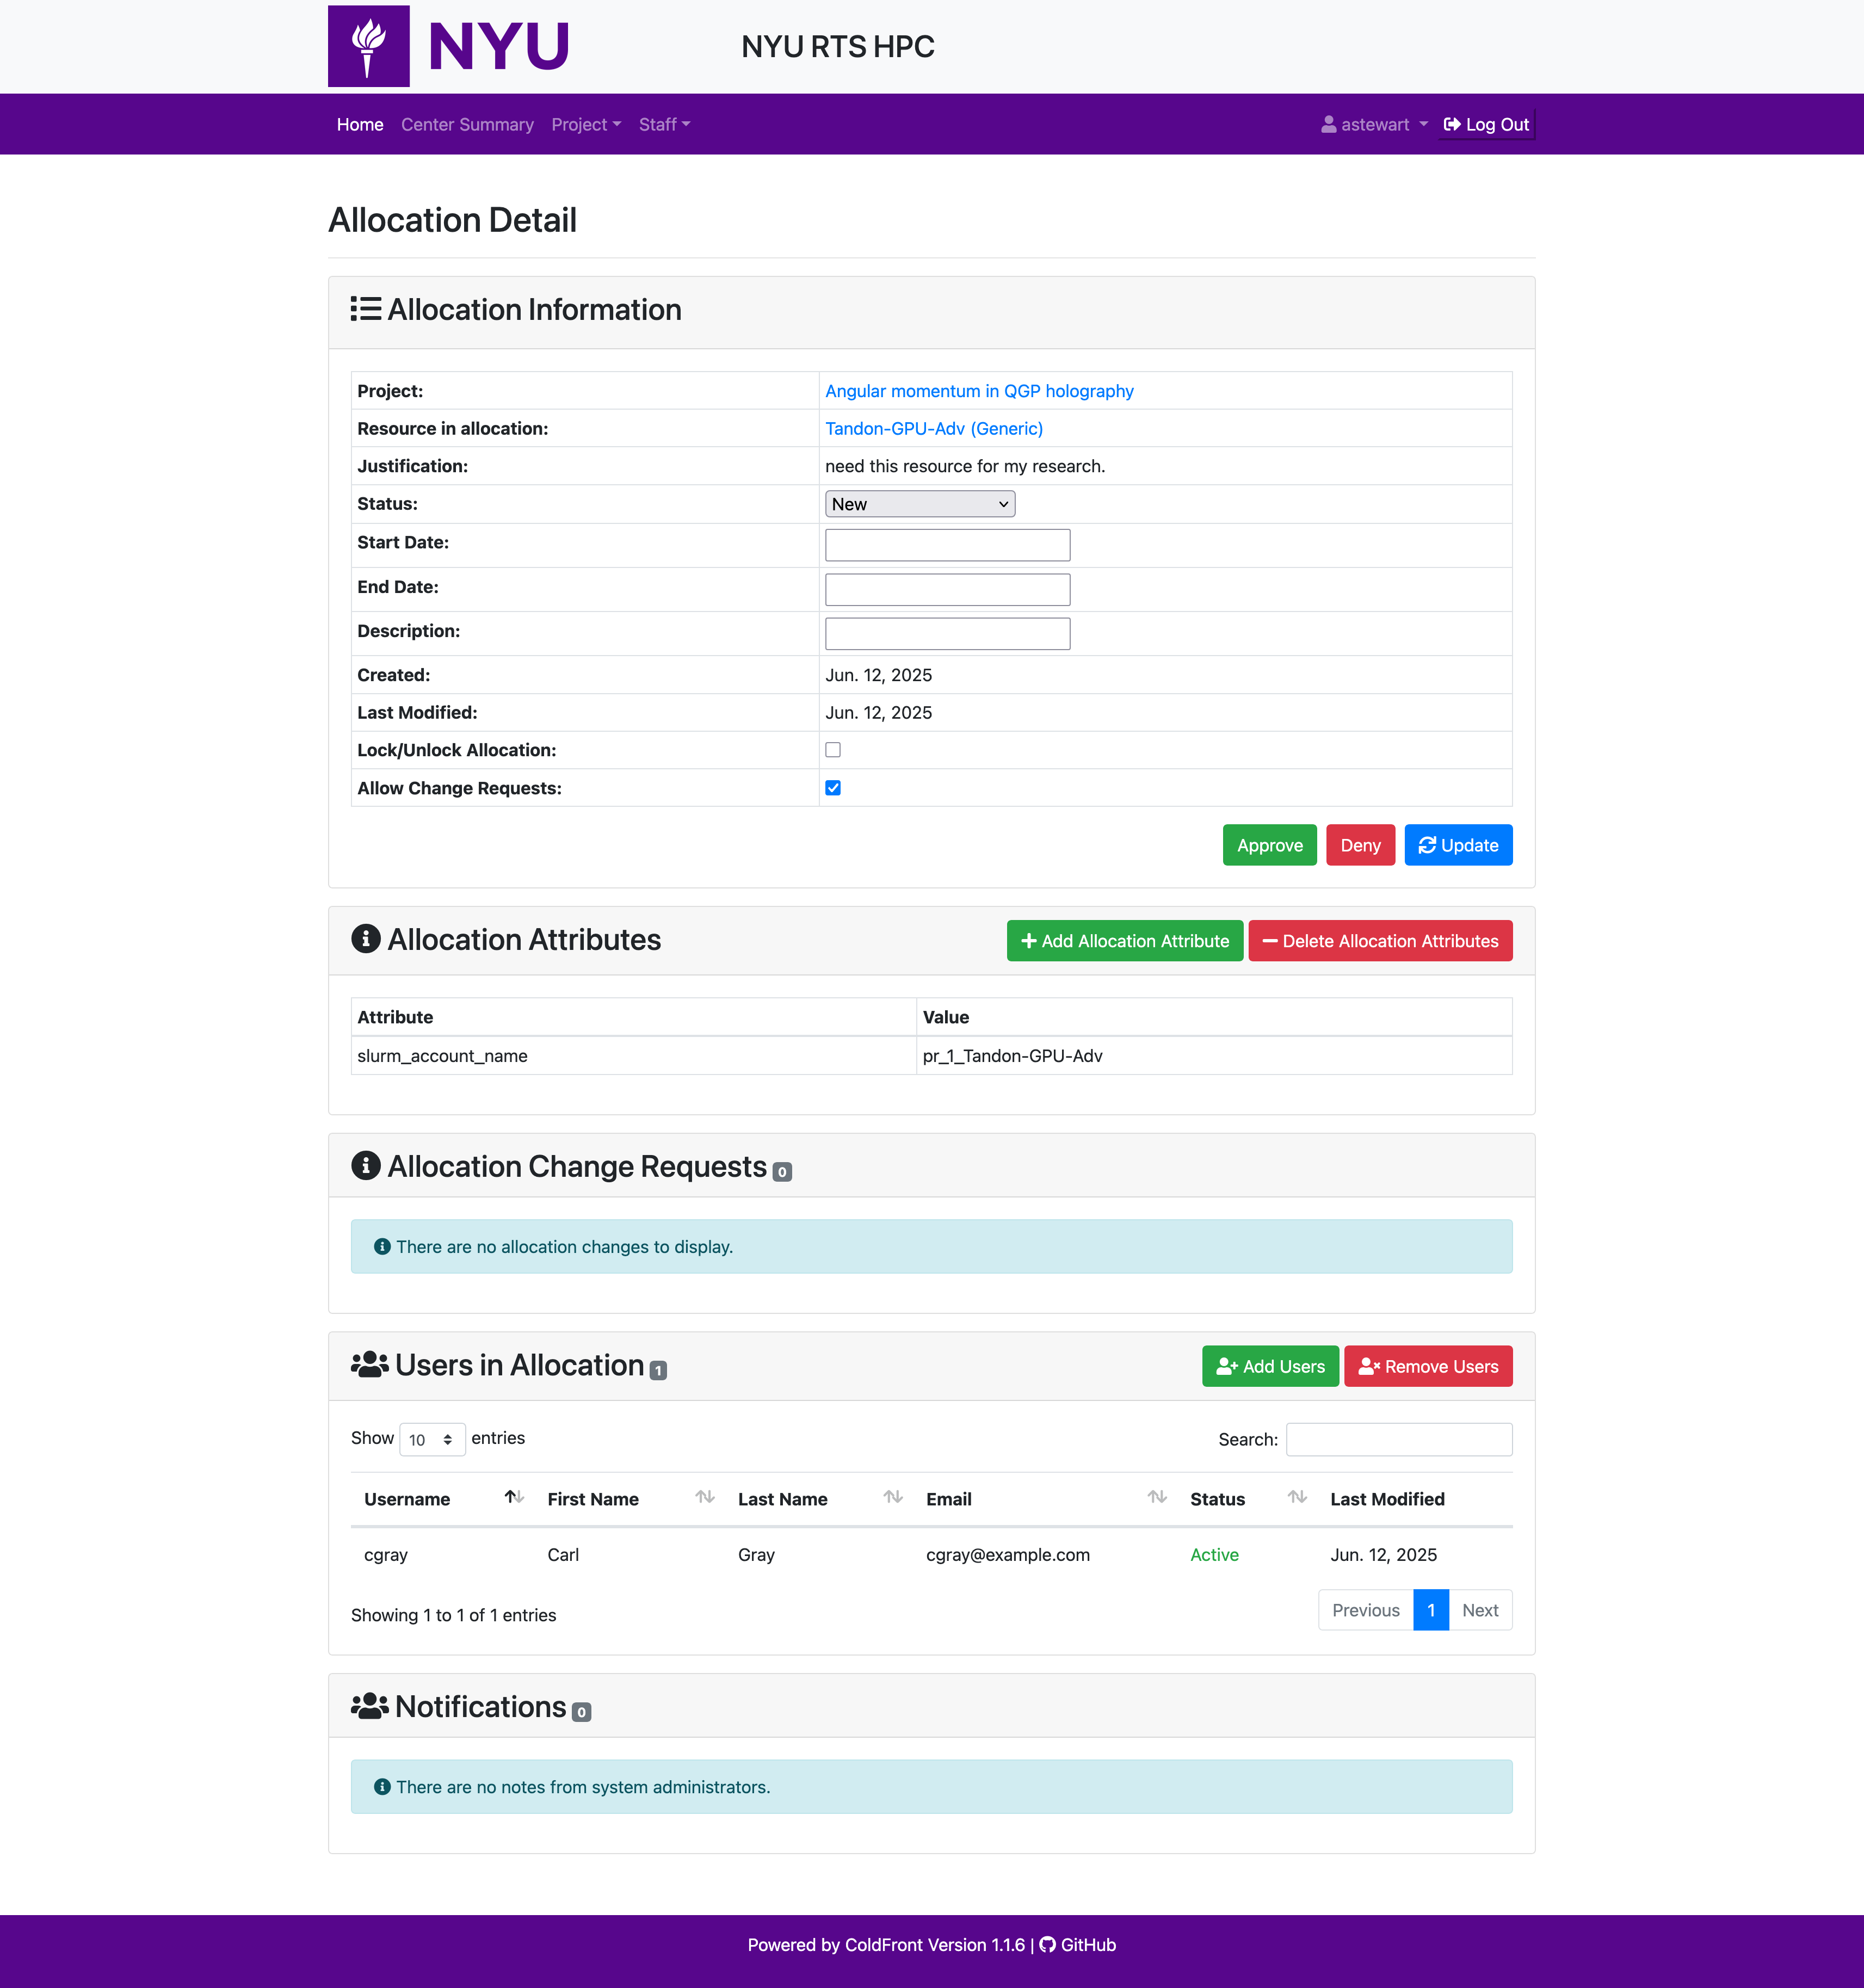 NYU
NYU RTS HPC
Home Center Summary Project Staff astewart Log Out
Allocation Detail
Allocation Information
Project: Angular momentum in QGP holography
Resource in allocation: Tandon-GPU-Adv (Generic)
Justification: need this resource for my research.
Status: New
Start Date:
End Date:
Description:
Created: Jun. 12, 2025
Last Modified: Jun. 12, 2025
Lock/Unlock Allocation:
Allow Change Requests:
Approve Deny Update
Allocation Attributes Add Allocation Attribute Delete Allocation Attributes
Attribute Value
slurm_account_name pr_1_Tandon-GPU-Adv
Allocation Change Requests 0
There are no allocation changes to display.
Users in Allocation 1 Add Users Remove Users
Show 10 entries Search:
Username First Name Last Name Email Status Last Modified
cgray Carl Gray cgray@example.com Active Jun. 12, 2025
Showing 1 to 1 of 1 entries Previous 1 Next
Notifications 0
There are no notes from system administrators.
Powered by ColdFront Version 1.1.6 | GitHub